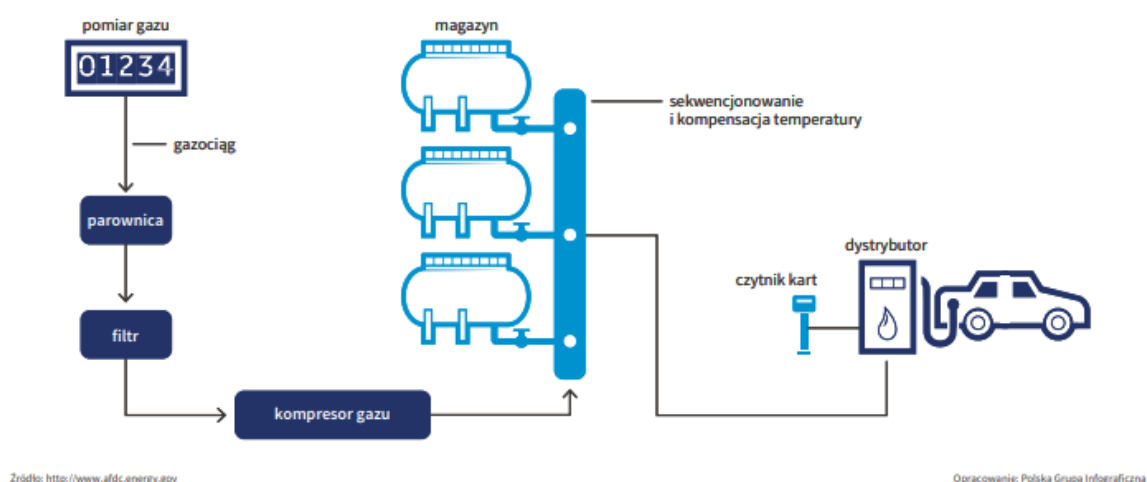 pomiar gazu
01234
gazociąg
parownica
filtr
kompresor gazu
magazyn
sekwencjonowanie
i kompensacja temperatury
dystrybutor
czytnik kart
Źródło: http://www.afdc.energy.gov
Opracowanie: Polska Grupa Infograficzna